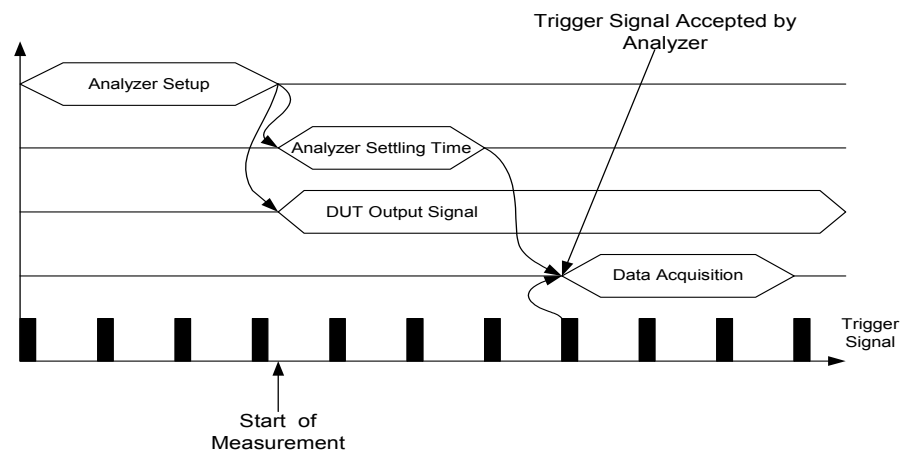 Trigger Signal Accepted by
Analyzer
Analyzer Setup
Analyzer Settling Time
DUT Output Signal
Data Acquisition
Trigger
Signal
Start of
Measurement